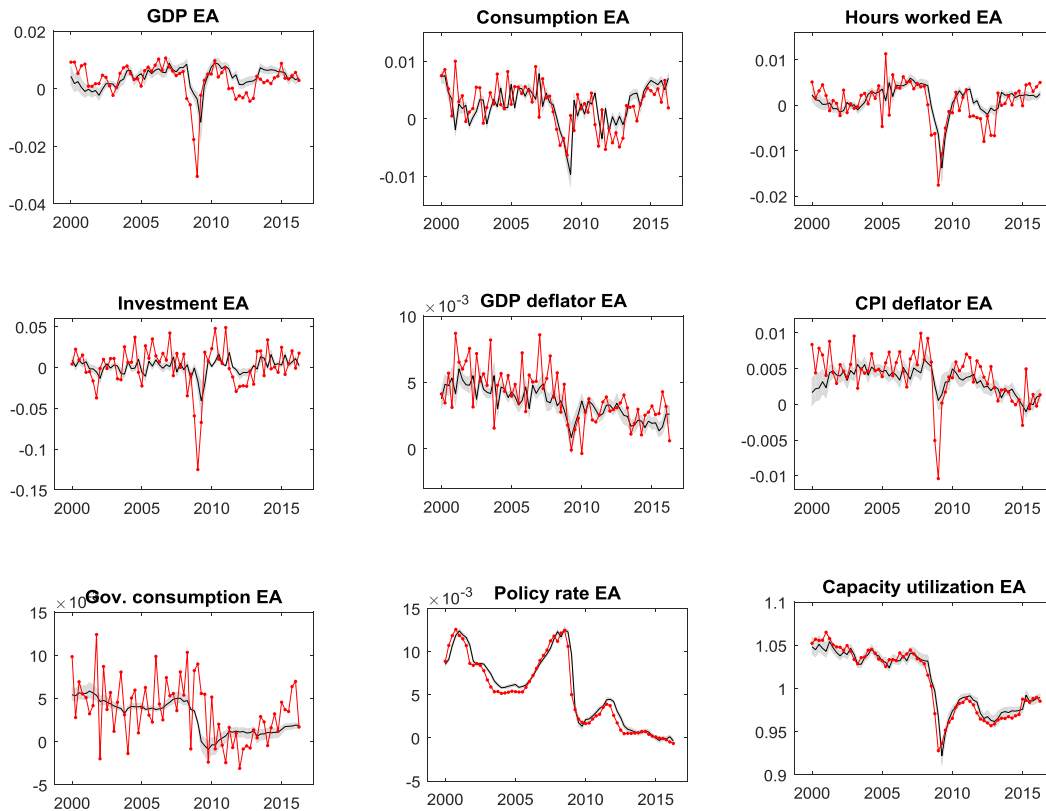 GDP EA
0.02
0
-0.02
-0.04
2000 2005 2010 2015
Consumption EA
0.01
0
-0.01
2000 2005 2010 2015
Hours worked EA
0.01
0
-0.01
-0.02
2000 2005 2010 2015
Investment EA
0.05
0
-0.05
-0.1
-0.15
2000 2005 2010 2015
GDP deflator EA
× 10-3
10
5
0
2000 2005 2010 2015
CPI deflator EA
0.01
0.005
0
-0.005
-0.01
2000 2005 2010 2015
Gov. consumption EA
× 10
15
10
5
0
-5
2000 2005 2010 2015
Policy rate EA
× 10-3
15
10
5
0
-5
2000 2005 2010 2015
Capacity utilization EA
1.1
1.05
1
0.95
0.9
2000 2005 2010 2015